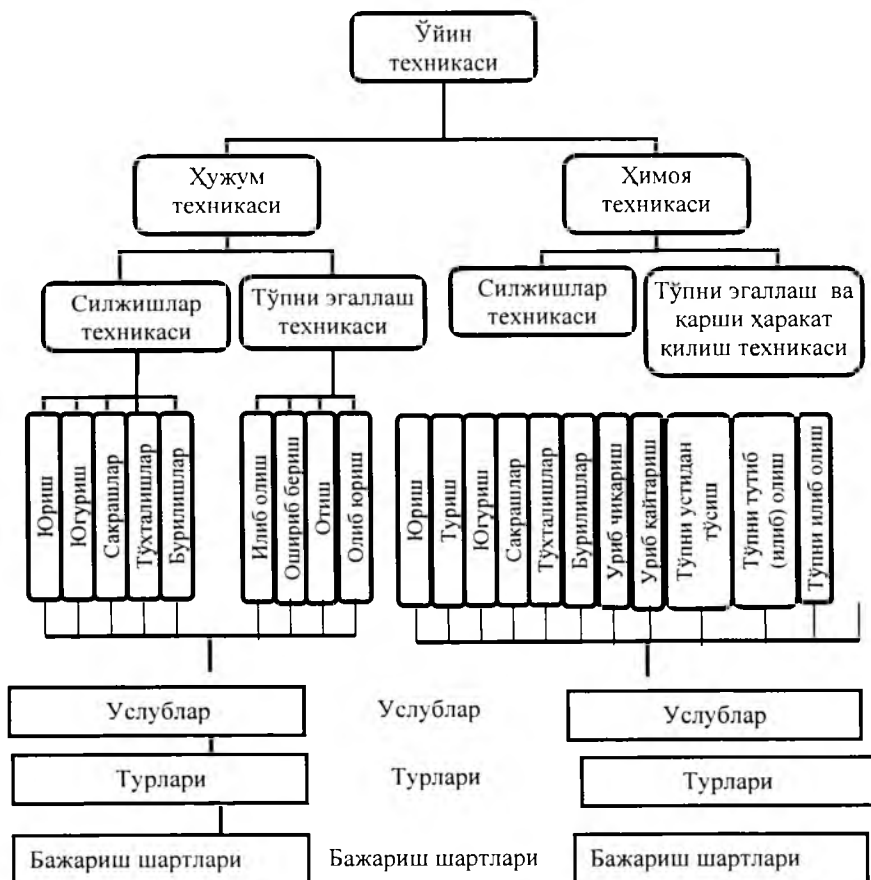 Ўйин
техникаси
Ҳужум
техникаси
Ҳимоя
техникаси
Силжишлар
техникаси
Тўпни эгаллаш
техникаси
Силжишлар
техникаси
Тўпни эгаллаш ва
қарши ҳаракат
қилиш техникаси
Юриш
Югуриш
Сакрашлар
Тўхталишлар
Бурилишлар
Илиб олиш
Ошириб бериш
Отиш
Олиб юриш
Юриш
Туриш
Югуриш
Сакрашлар
Тўхталишлар
Бурилишлар
Уриб чиқариш
Уриб қайтариш
Тўпни устидан
тўсиш
Тўпни тутиб
(илиб) олиш
Тўпни илиб олиш
Услублар
Услублар
Услублар
Турлари
Турлари
Турлари
Бажариш шартлари
Бажариш шартлари
Бажариш шартлари